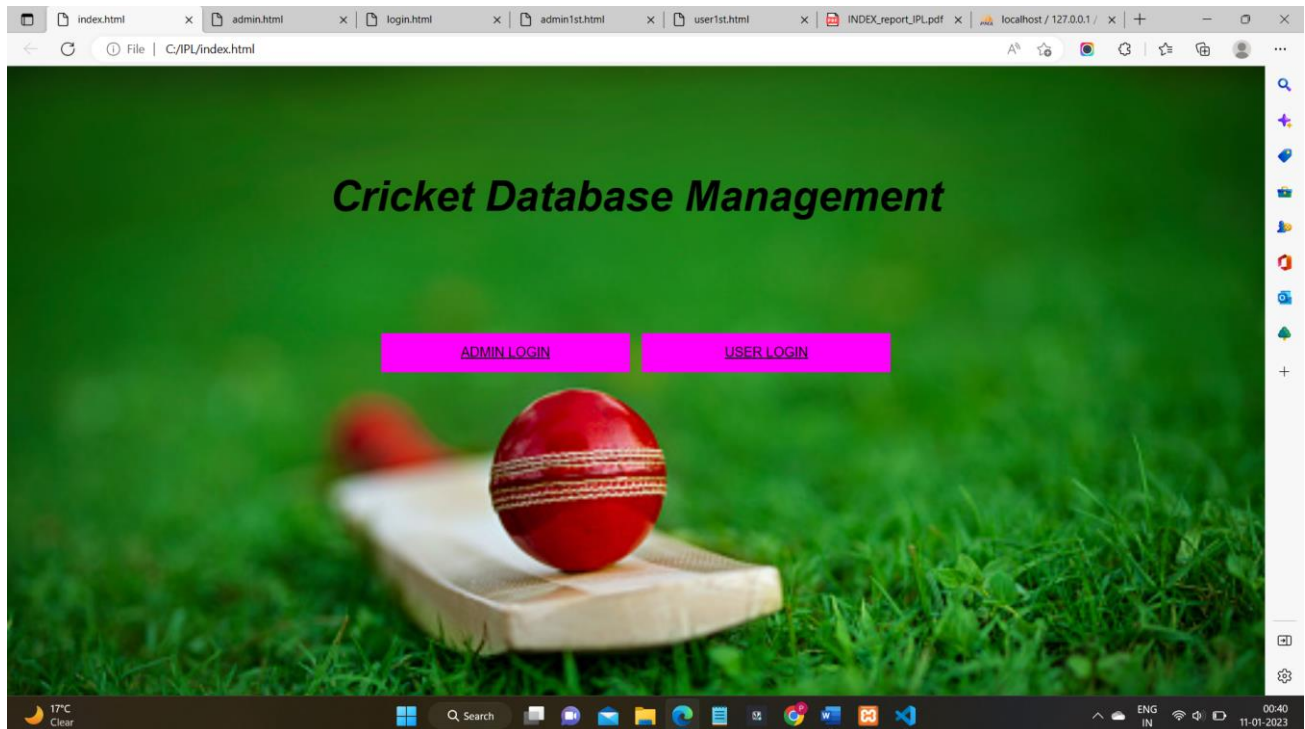 index.html
admin.html
login.html
admin1st.html
user1st.html
INDEX_report_IPL.pdf
localhost / 127.0.0.1 /
File | C:/IPL/index.html
Cricket Database Management
ADMIN LOGIN
USER LOGIN
17°C
Clear
Search
ENG
IN
00:40
11-01-2023